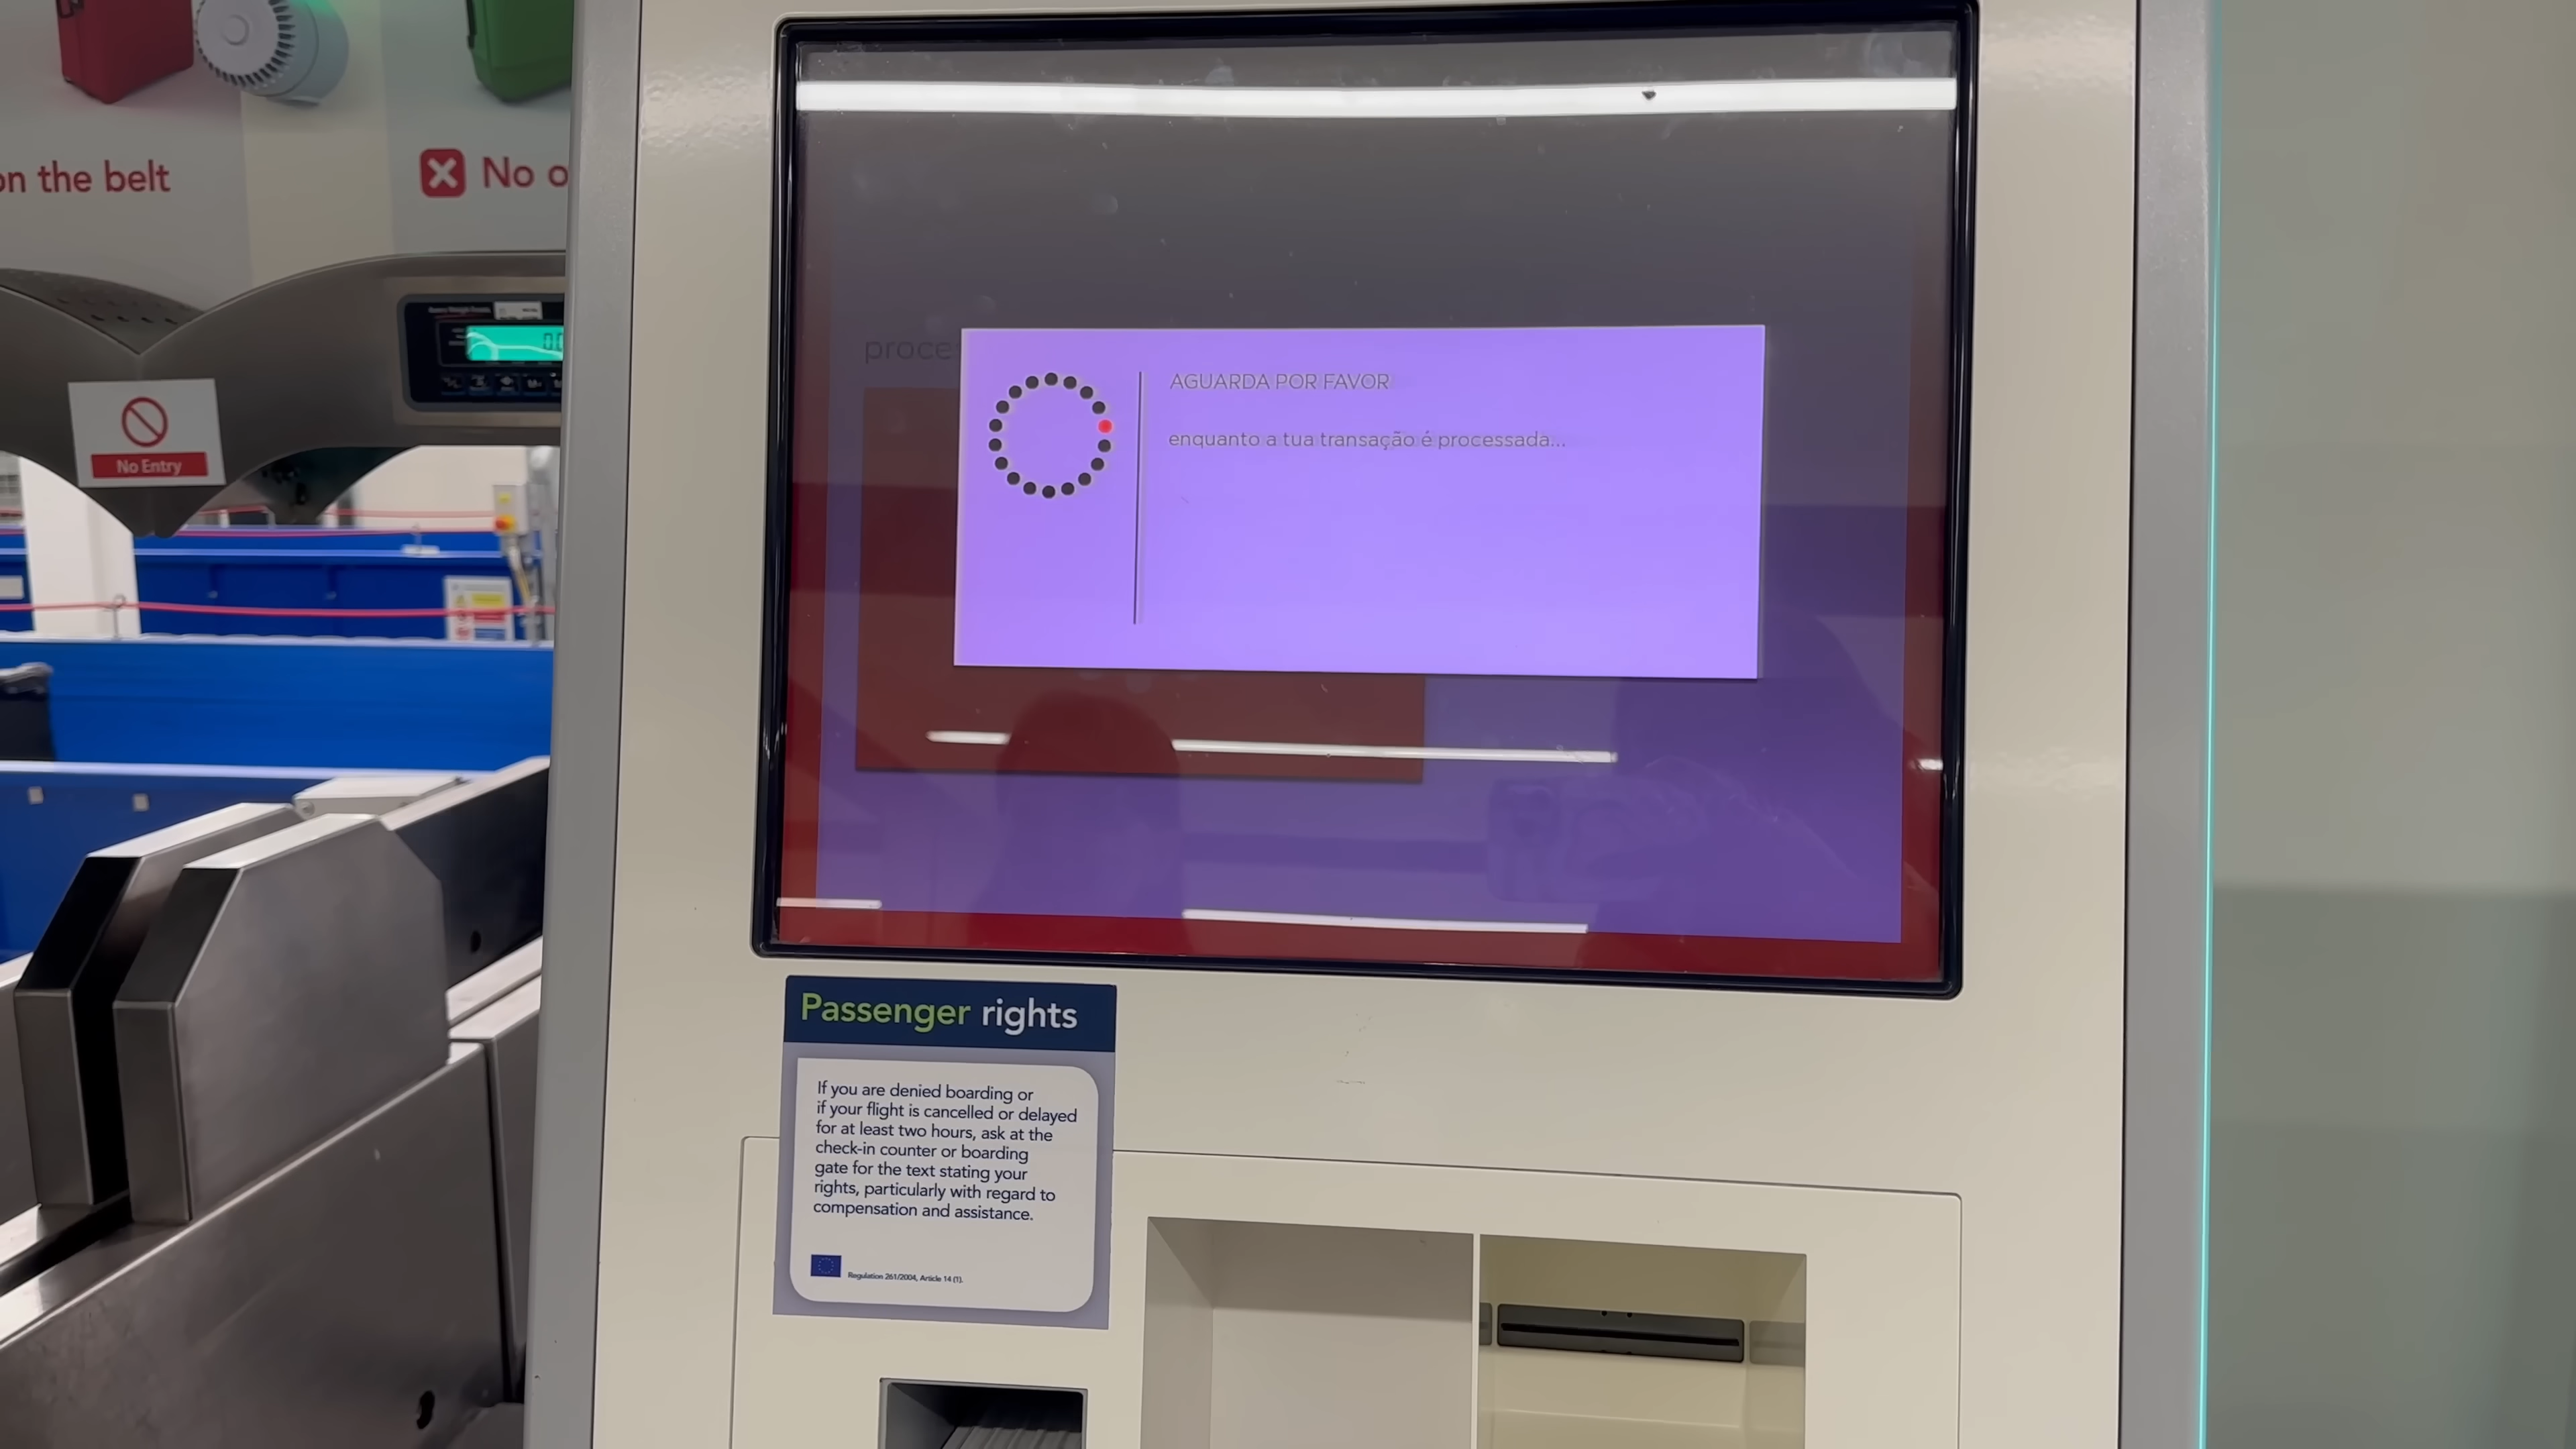 on the belt
No
No Entry
proce
AGUARDA POR FAVOR
enquanto a tua transação é processada...
Passenger rights
If you are denied boarding or
if your flight is cancelled or delayed
for at least two hours, ask at the
check-in counter or boarding
gate for the text stating your
rights, particularly with regard to
compensation and assistance.
Regulation 261/2004, Article 14 (1).